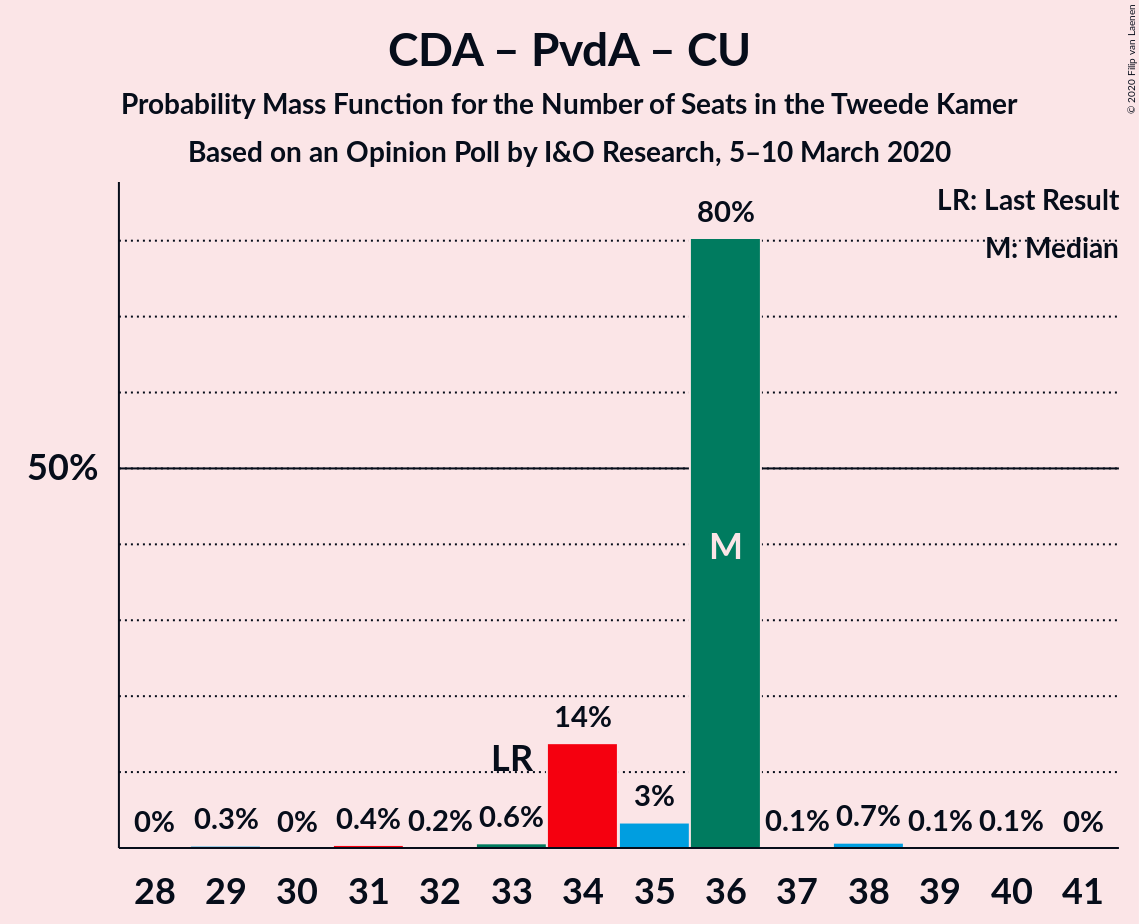 CDA – PvdA – CU
Probability Mass Function for the Number of Seats in the Tweede Kamer
Based on an Opinion Poll by I&O Research, 5–10 March 2020
© 2020 Filip van Laenen
LR: Last Result
M: Median
80%
50%
M
14%
LR
3%
0% 0.3% 0% 0.4% 0.2% 0.6% 0.1% 0.7% 0.1% 0.1% 0%
28 29 30 31 32 33 34 35 36 37 38 39 40 41